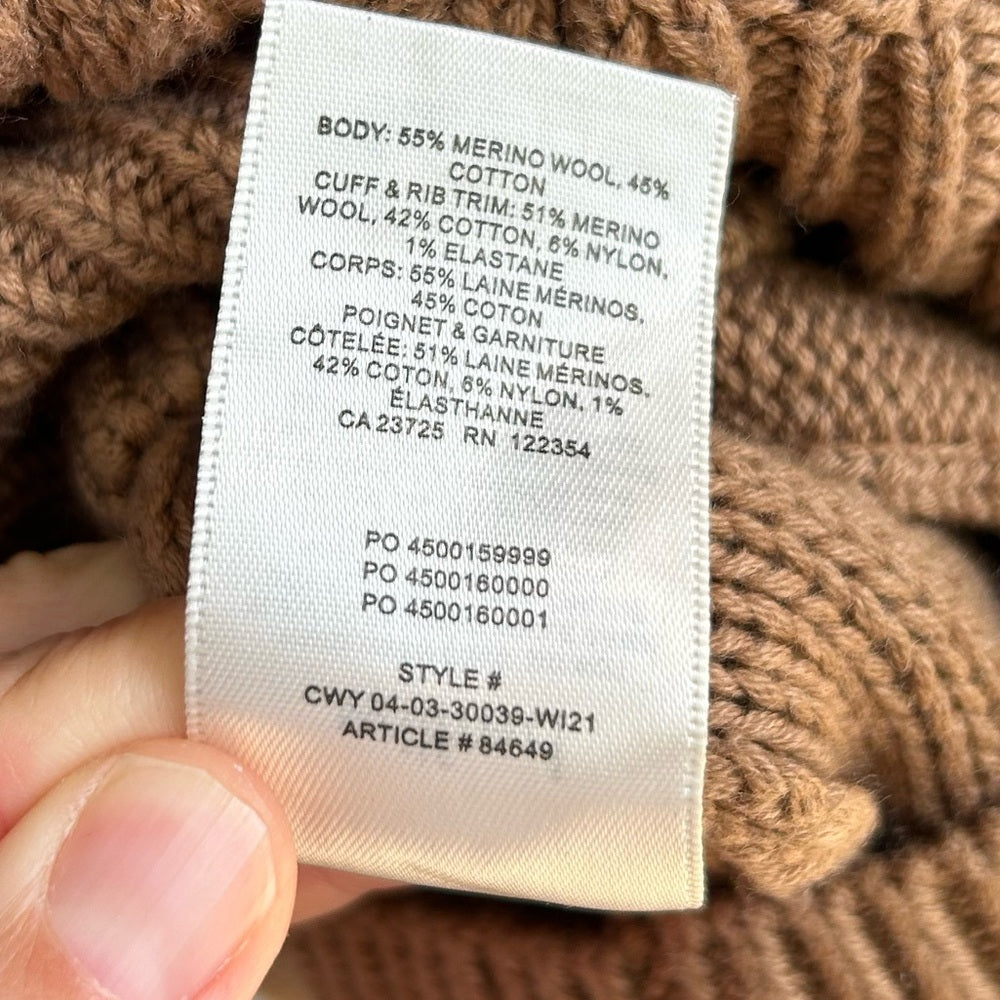 BODY: 55% MERINO WOOL, 45%
COTTON
CUFF & RIB TRIM: 51% MERINO
WOOL, 42% COTTON, 6% NYLON,
1% ELASTANE
CORPS: 55% LAINE MÉRINOS,
45% COTON
POIGNET & GARNITURE
CÔTELÉE: 51% LAINE MÉRINOS,
42% COTON, 6% NYLON, 1%
ÉLASTHANNE
CA 23725 RN 122354
PO 4500159999
PO 4500160000
PO 4500160001
STYLE #
CWY 04-03-30039-WI21
ARTICLE # 84649